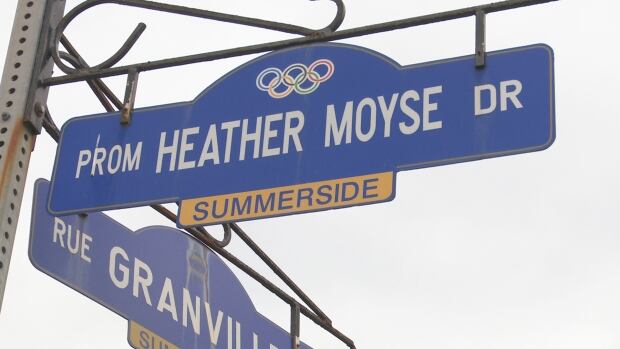 PROM HEATHER MOYSE DR
SUMMERSIDE
RUE GRANVILLE